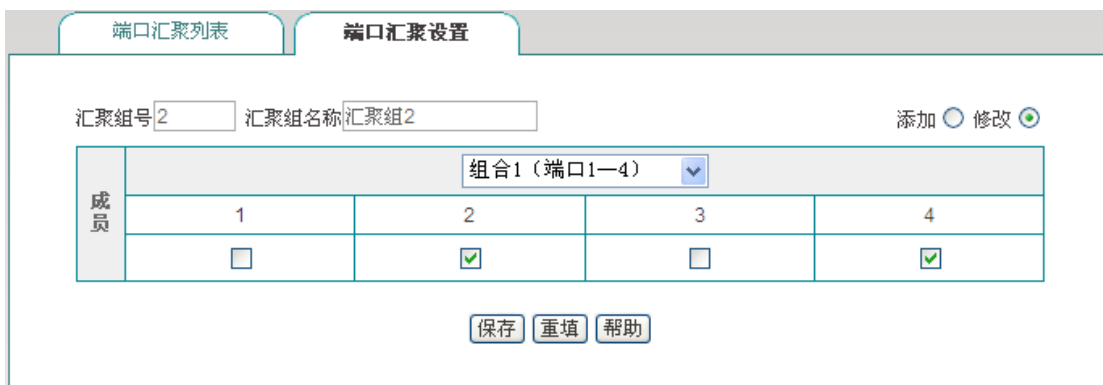 端口汇聚列表 端口汇聚设置
汇聚组号 2 汇聚组名称 汇聚组2 添加 修改
组合1（端口1—4）
成员
1 2 3 4
保存 重填 帮助